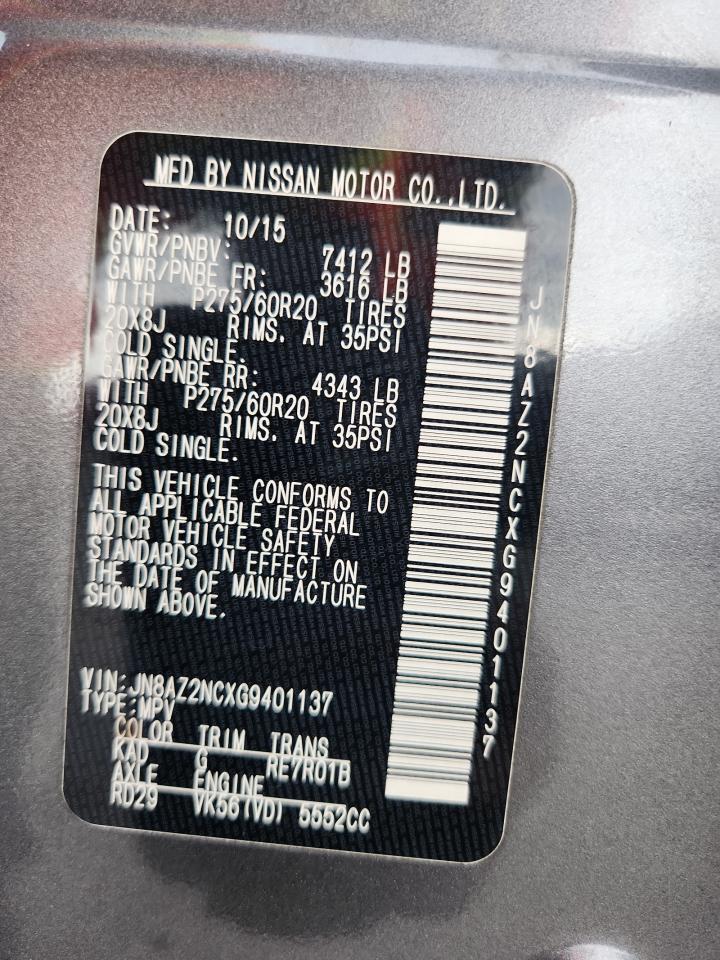 MFD BY NISSAN MOTOR CO.,LTD.
DATE: 10/15
GVWR/PNBV: 7412 LB
GAWR/PNBE FR: 3616 LB
WITH P275/60R20 TIRES
20X8J RIMS. AT 35PSI
COLD SINGLE.
GAWR/PNBE RR: 4343 LB
WITH P275/60R20 TIRES
20X8J RIMS. AT 35PSI
COLD SINGLE.
THIS VEHICLE CONFORMS TO
ALL APPLICABLE FEDERAL
MOTOR VEHICLE SAFETY
STANDARDS IN EFFECT ON
THE DATE OF MANUFACTURE
SHOWN ABOVE.
VIN:JN8AZ2NCXG9401137
TYPE:MPV
COLOR TRIM TRANS
KAD G RE7R01B
AXLE ENGINE
RD29 VK56(VD) 5552CC
JN8AZ2NCXG9401137